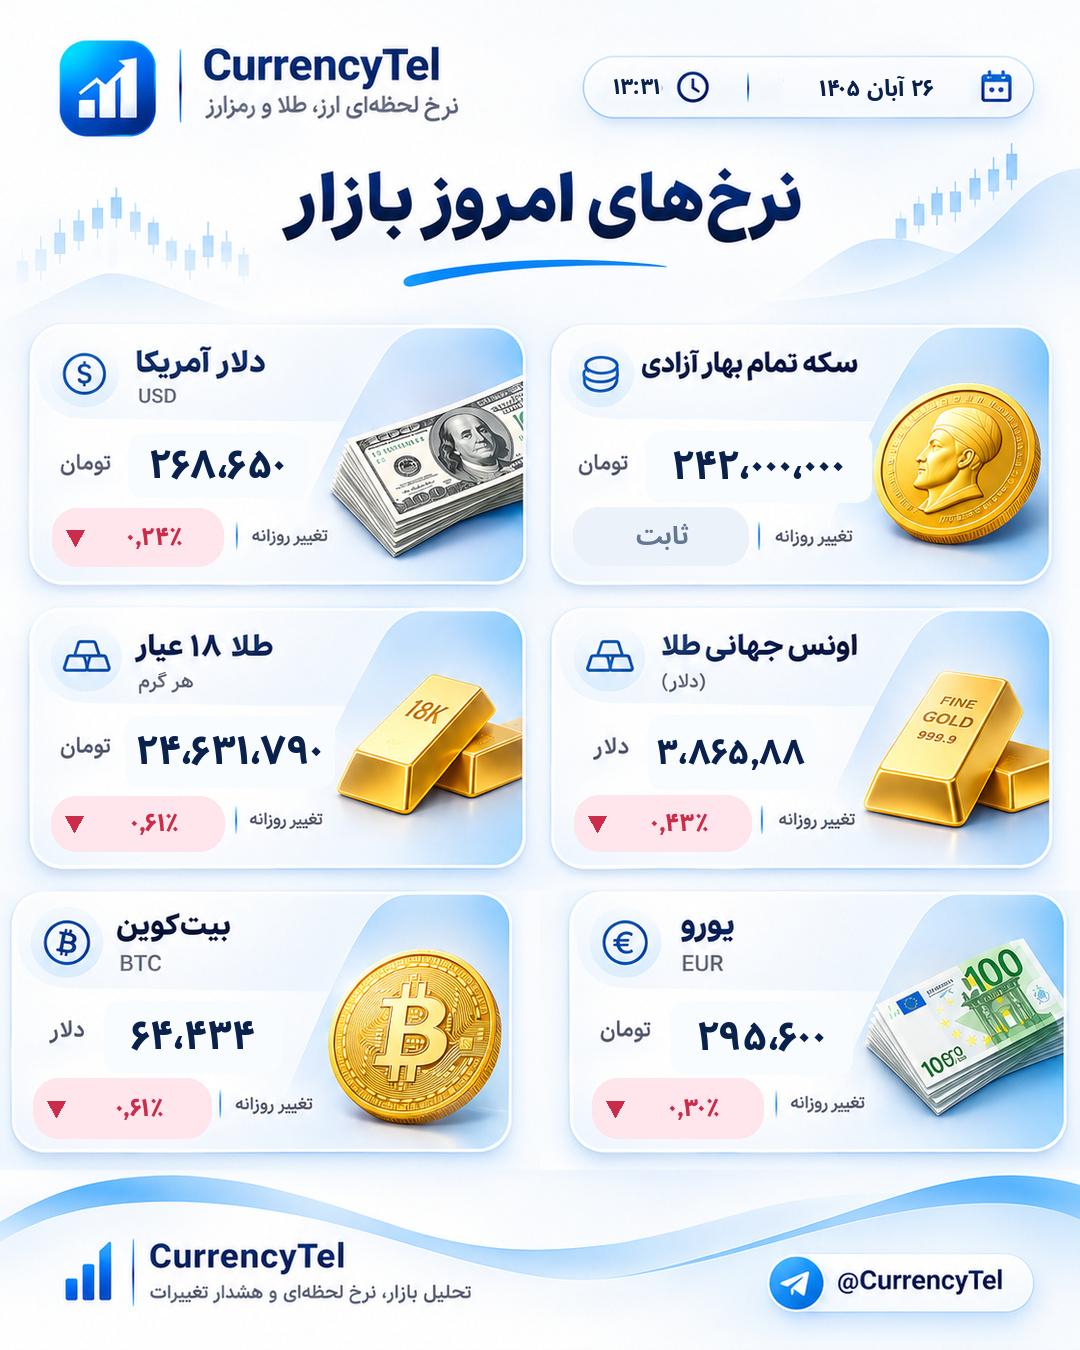 CurrencyTel
نرخ لحظه‌ای ارز، طلا و رمزارز
۲۶ آبان ۱۴۰۵
۱۳:۳۱
نرخ‌های امروز بازار
سکه تمام بهار آزادی
۲۴۲،۰۰۰،۰۰۰ تومان
تغییر روزانه ثابت
دلار آمریکا
USD
۲۶۸،۶۵۰ تومان
تغییر روزانه ۰,۲۴٪ ▼
100
اونس جهانی طلا
(دلار)
۳،۸۶۵,۸۸ دلار
تغییر روزانه ۰,۴۳٪ ▼
FINE
GOLD
999.9
طلا ۱۸ عیار
هر گرم
۲۴،۶۳۱،۷۹۰ تومان
تغییر روزانه ۰,۶۱٪ ▼
18K
یورو
EUR
۲۹۵،۶۰۰ تومان
تغییر روزانه ۰,۳۰٪ ▼
100
بیت‌کوین
BTC
۶۴،۴۳۴ دلار
تغییر روزانه ۰,۶۱٪ ▼
CurrencyTel
تحلیل بازار، نرخ لحظه‌ای و هشدار تغییرات
@CurrencyTel